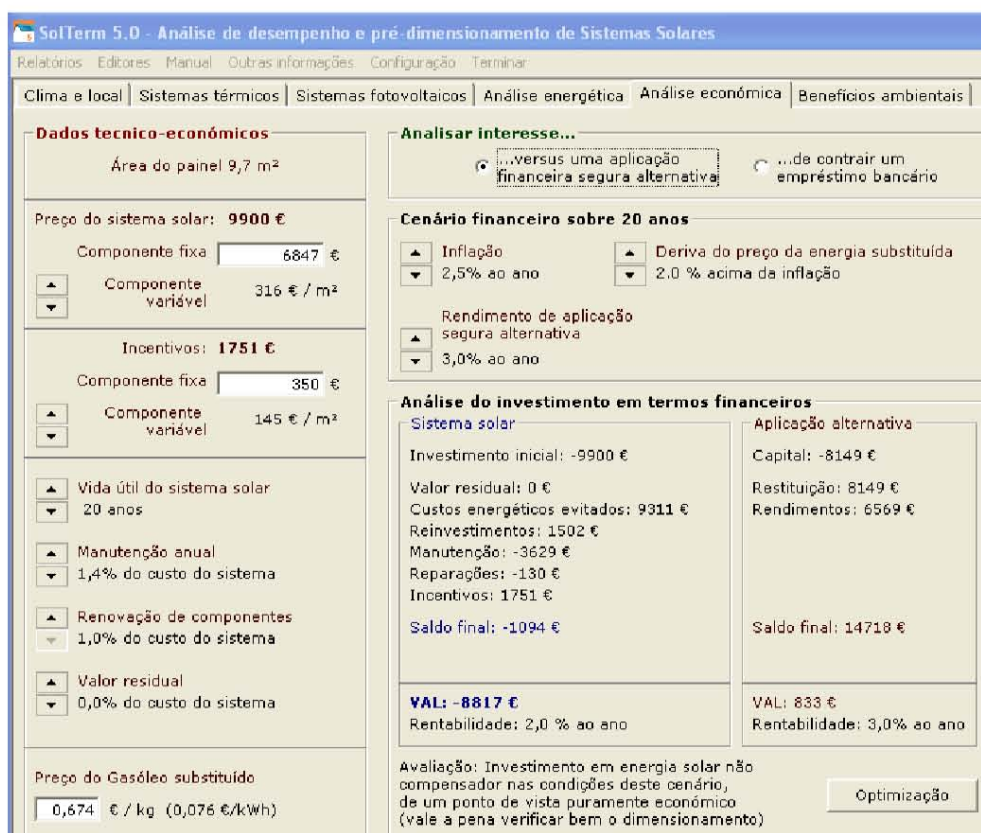 SolTerm 5.0 - Análise de desempenho e pré-dimensionamento de Sistemas Solares
Relatórios Editores Manual Outras informações Configuração Terminar
Clima e local Sistemas térmicos Sistemas fotovoltaicos Análise energética Análise económica Benefícios ambientais
Dados tecnico-económicos
Área do painel 9,7 m²
Preço do sistema solar: 9900 €
Componente fixa 6847 €
Componente
variável 316 € / m²
Incentivos: 1751 €
Componente fixa 350 €
Componente
variável 145 € / m²
Vida útil do sistema solar
20 anos
Manutenção anual
1,4% do custo do sistema
Renovação de componentes
1,0% do custo do sistema
Valor residual
0,0% do custo do sistema
Preço do Gasóleo substituído
0,674 € / kg (0,076 €/kWh)
Analisar interesse...
...versus uma aplicação
financeira segura alternativa
...de contrair um
empréstimo bancário
Cenário financeiro sobre 20 anos
Inflação
2,5% ao ano
Deriva do preço da energia substituída
2.0 % acima da inflação
Rendimento de aplicação
segura alternativa
3,0% ao ano
Análise do investimento em termos financeiros
Sistema solar
Investimento inicial: -9900 €
Valor residual: 0 €
Custos energéticos evitados: 9311 €
Reinvestimentos: 1502 €
Manutenção: -3629 €
Reparações: -130 €
Incentivos: 1751 €
Saldo final: -1094 €
VAL: -8817 €
Rentabilidade: 2,0 % ao ano
Aplicação alternativa
Capital: -8149 €
Restituição: 8149 €
Rendimentos: 6569 €
Saldo final: 14718 €
VAL: 833 €
Rentabilidade: 3,0% ao ano
Avaliação: Investimento em energia solar não
compensador nas condições deste cenário,
de um ponto de vista puramente económico
(vale a pena verificar bem o dimensionamento)
Optimização